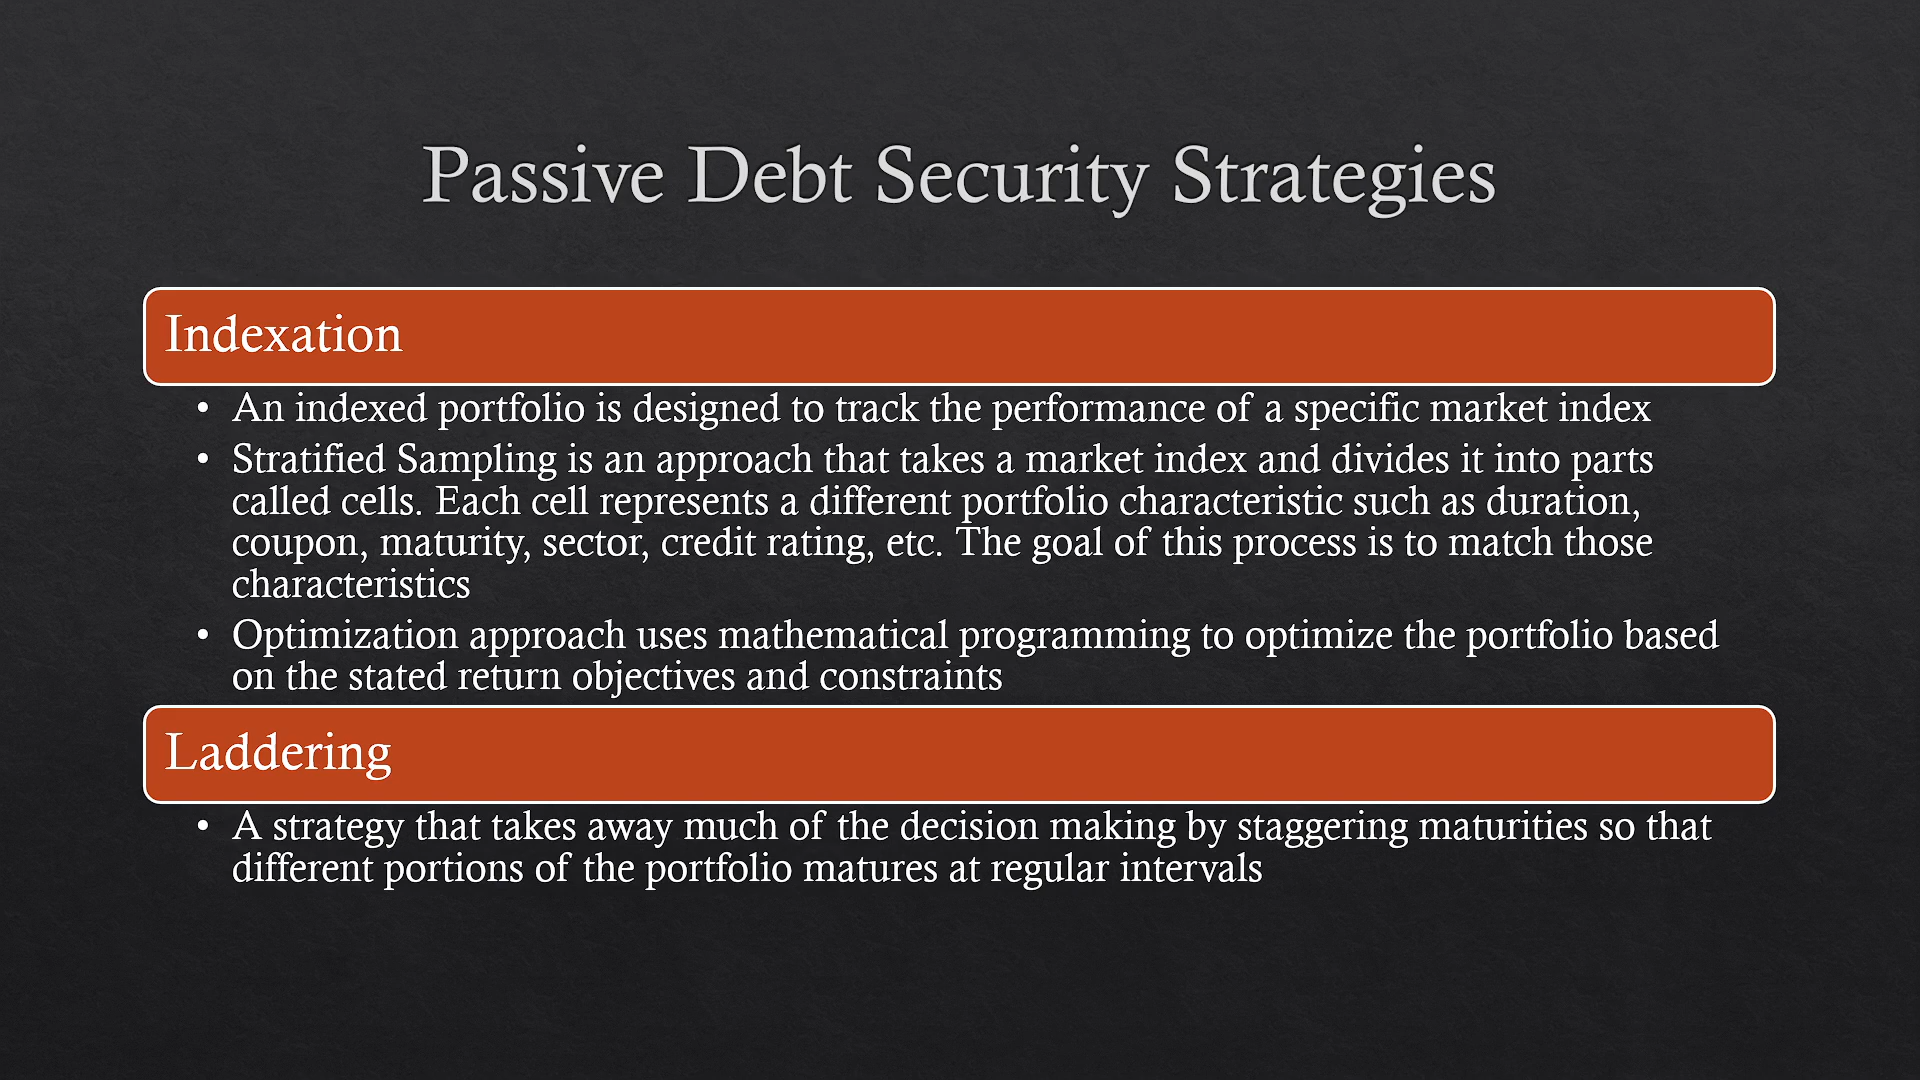 Passive Debt Security Strategies
Indexation
• An indexed portfolio is designed to track the performance of a specific market index
• Stratified Sampling is an approach that takes a market index and divides it into parts
called cells. Each cell represents a different portfolio characteristic such as duration,
coupon, maturity, sector, credit rating, etc. The goal of this process is to match those
characteristics
• Optimization approach uses mathematical programming to optimize the portfolio based
on the stated return objectives and constraints
Laddering
• A strategy that takes away much of the decision making by staggering maturities so that
different portions of the portfolio matures at regular intervals